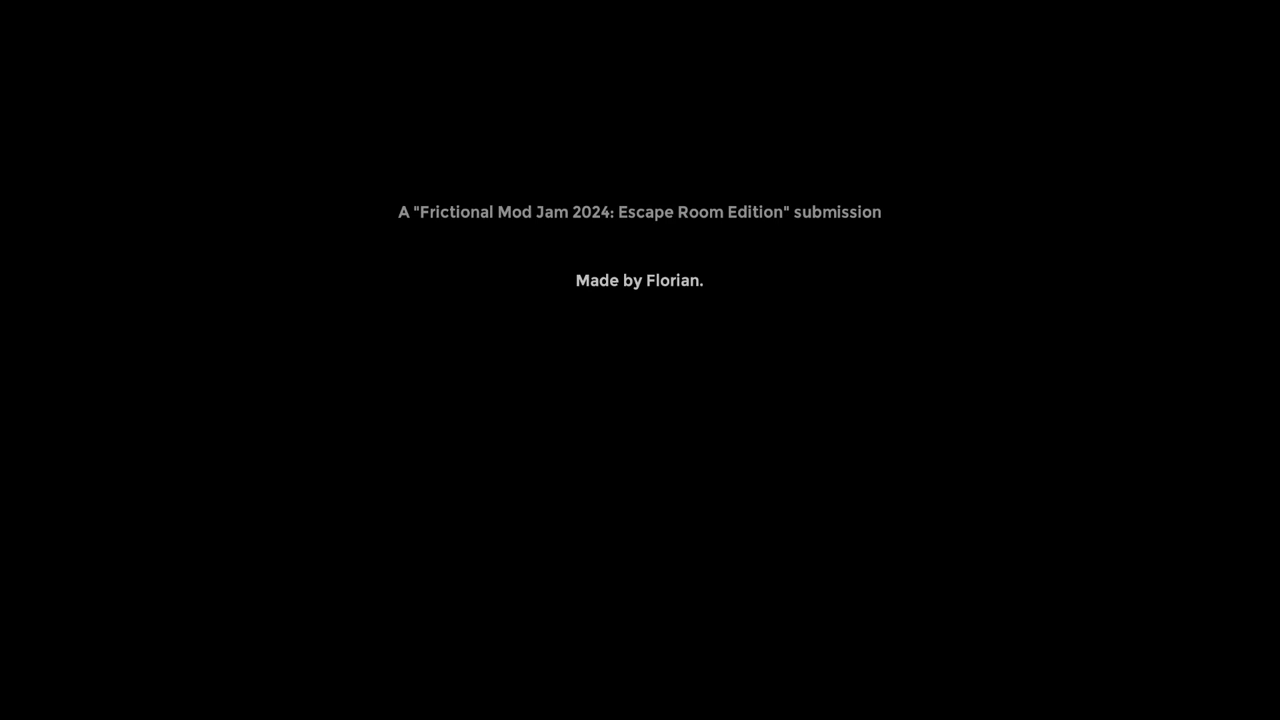 A "Frictional Mod Jam 2024: Escape Room Edition" submission
Made by Florian.